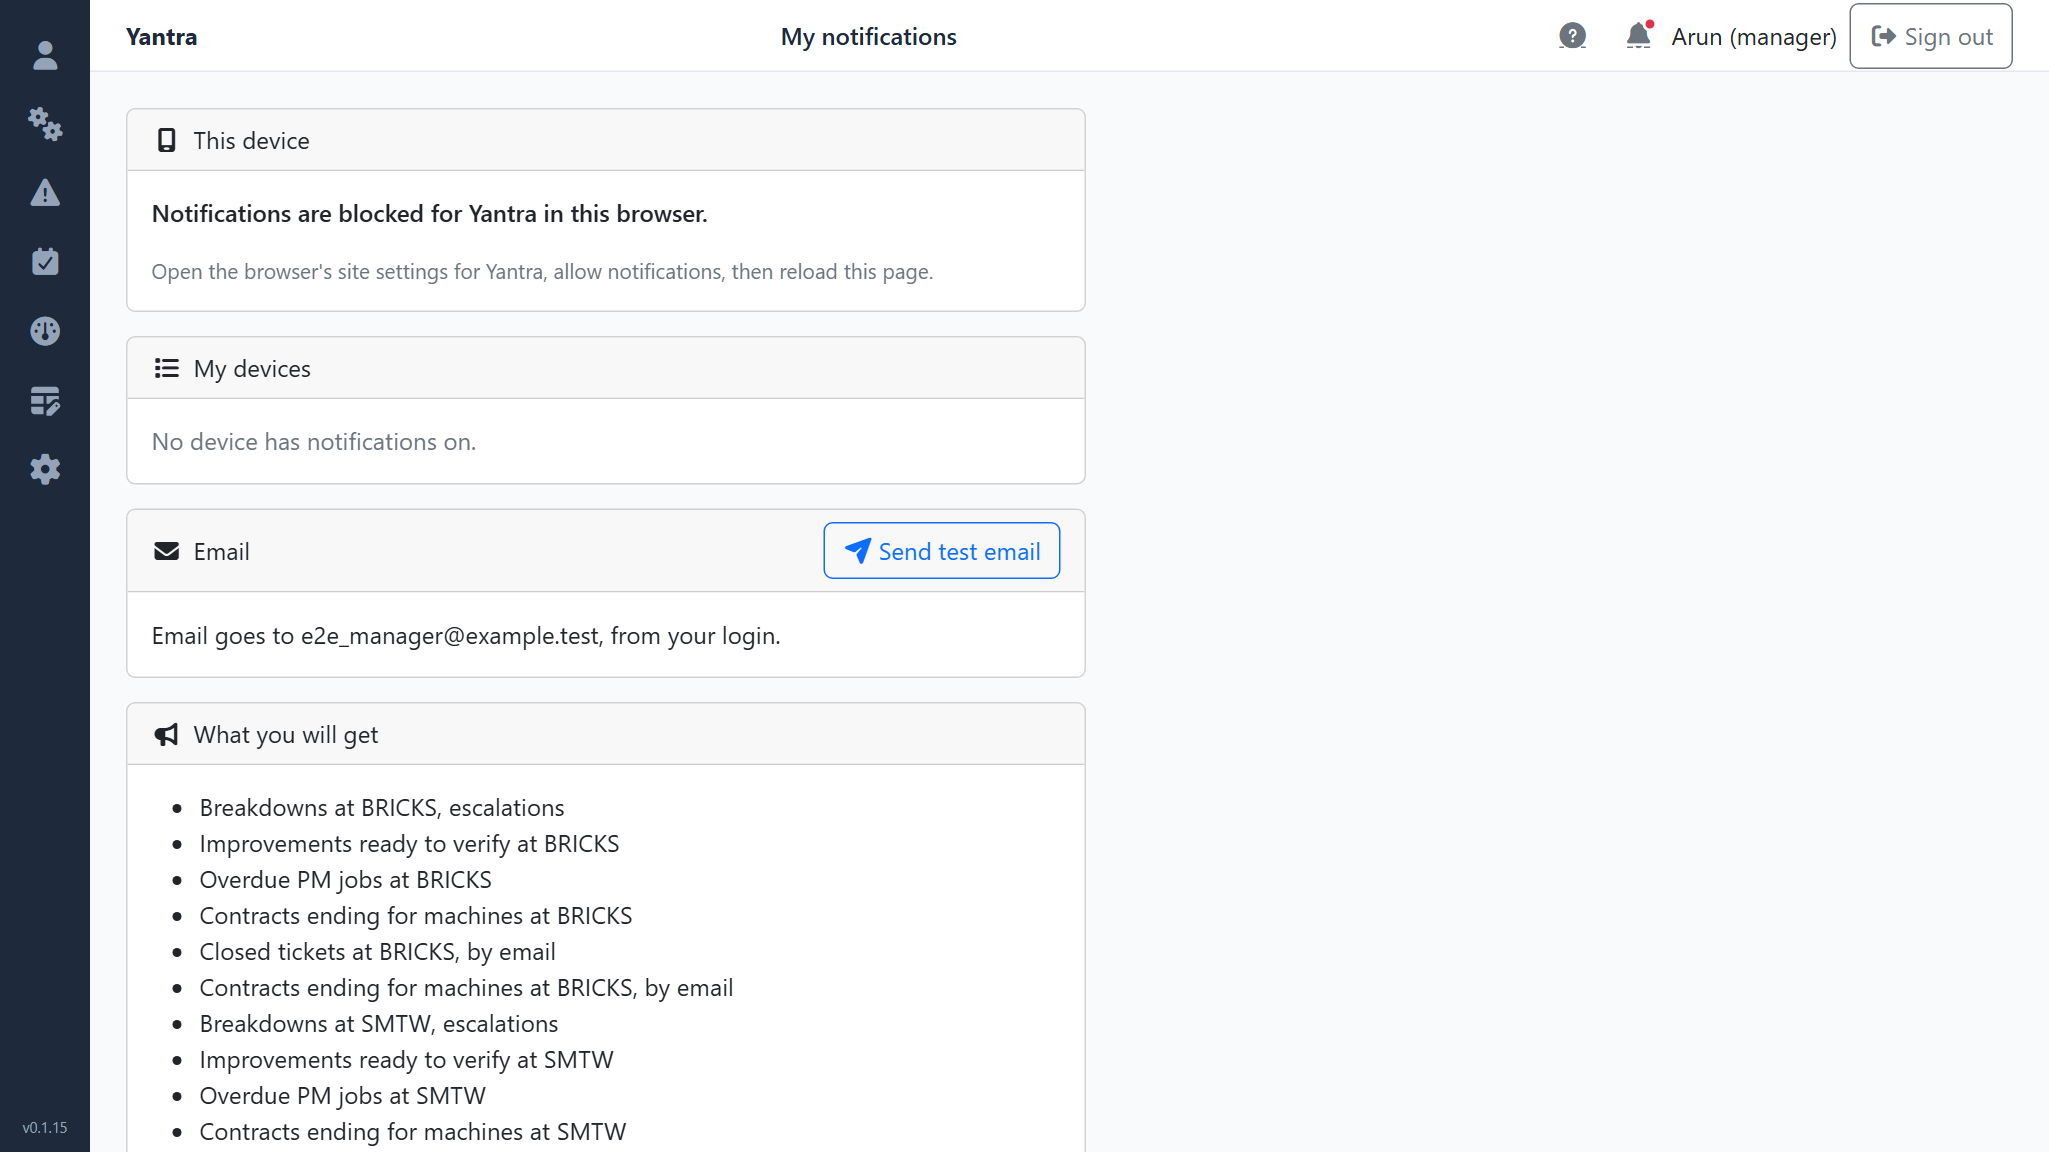 Yantra
My notifications
Arun (manager)
Sign out
This device
Notifications are blocked for Yantra in this browser.
Open the browser's site settings for Yantra, allow notifications, then reload this page.
My devices
No device has notifications on.
Email
Send test email
Email goes to e2e_manager@example.test, from your login.
What you will get
Breakdowns at BRICKS, escalations
Improvements ready to verify at BRICKS
Overdue PM jobs at BRICKS
Contracts ending for machines at BRICKS
Closed tickets at BRICKS, by email
Contracts ending for machines at BRICKS, by email
Breakdowns at SMTW, escalations
Improvements ready to verify at SMTW
Overdue PM jobs at SMTW
Contracts ending for machines at SMTW
v0.1.15